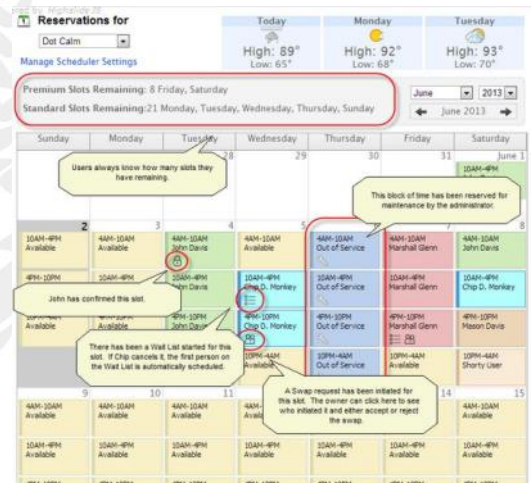 Reservations for
Today Monday Tuesday
Dot Calm
High: 89° High: 92° High: 93°
Low: 65° Low: 68° Low: 70°
Manage Scheduler Settings
Premium Slots Remaining: 8 Friday, Saturday
Standard Slots Remaining:21 Monday, Tuesday, Wednesday, Thursday, Sunday
June 2013
June 2013
Sunday Monday Tuesday Wednesday Thursday Friday Saturday
28 29 30 31 June 1
10AM-4PM
Users always know how many slots they
have remaining.
This block of time has been reserved for
maintenance by the administrator.
2 3 4 7 8
10AM-4PM 4AM-10AM 4AM-10AM 4AM-10AM 4AM-10AM 4AM-10AM 4AM-10AM
Available Available John Davis Available Out of Service Marshall Glenn John Davis
4PM-10PM 10AM-4PM 10AM-4PM 10AM-4PM 10AM-4PM 10AM-4PM
John Davis Chip D. Monkey Out of Service Marshall Glenn Chip D. Monkey
John has confirmed this slot.
4PM-10PM 4PM-10PM 4PM-10PM 4PM-10PM 4PM-10PM
Available Available John Davis Chip D. Monkey Out of Service Marshall Glenn Mason Davis
There has been a Wait List started for this
slot. If Chip cancels it, the first person on
the Wait List is automatically scheduled.
10PM-4AM 10PM-4AM 10PM-4AM 10PM-4AM
Available Out of Service Available Shorty User
A Swap request has been initiated for
this slot. The owner can click here to see
who initiated it and either accept or reject
the swap.
9 10 11 14 15
4AM-10AM 4AM-10AM 4AM-10AM 4AM-10AM
Available Available Available Available
10AM-4PM 10AM-4PM 10AM-4PM 10AM-4PM 10AM-4PM 10AM-4PM 10AM-4PM
Available Available Available Available Available Available Available